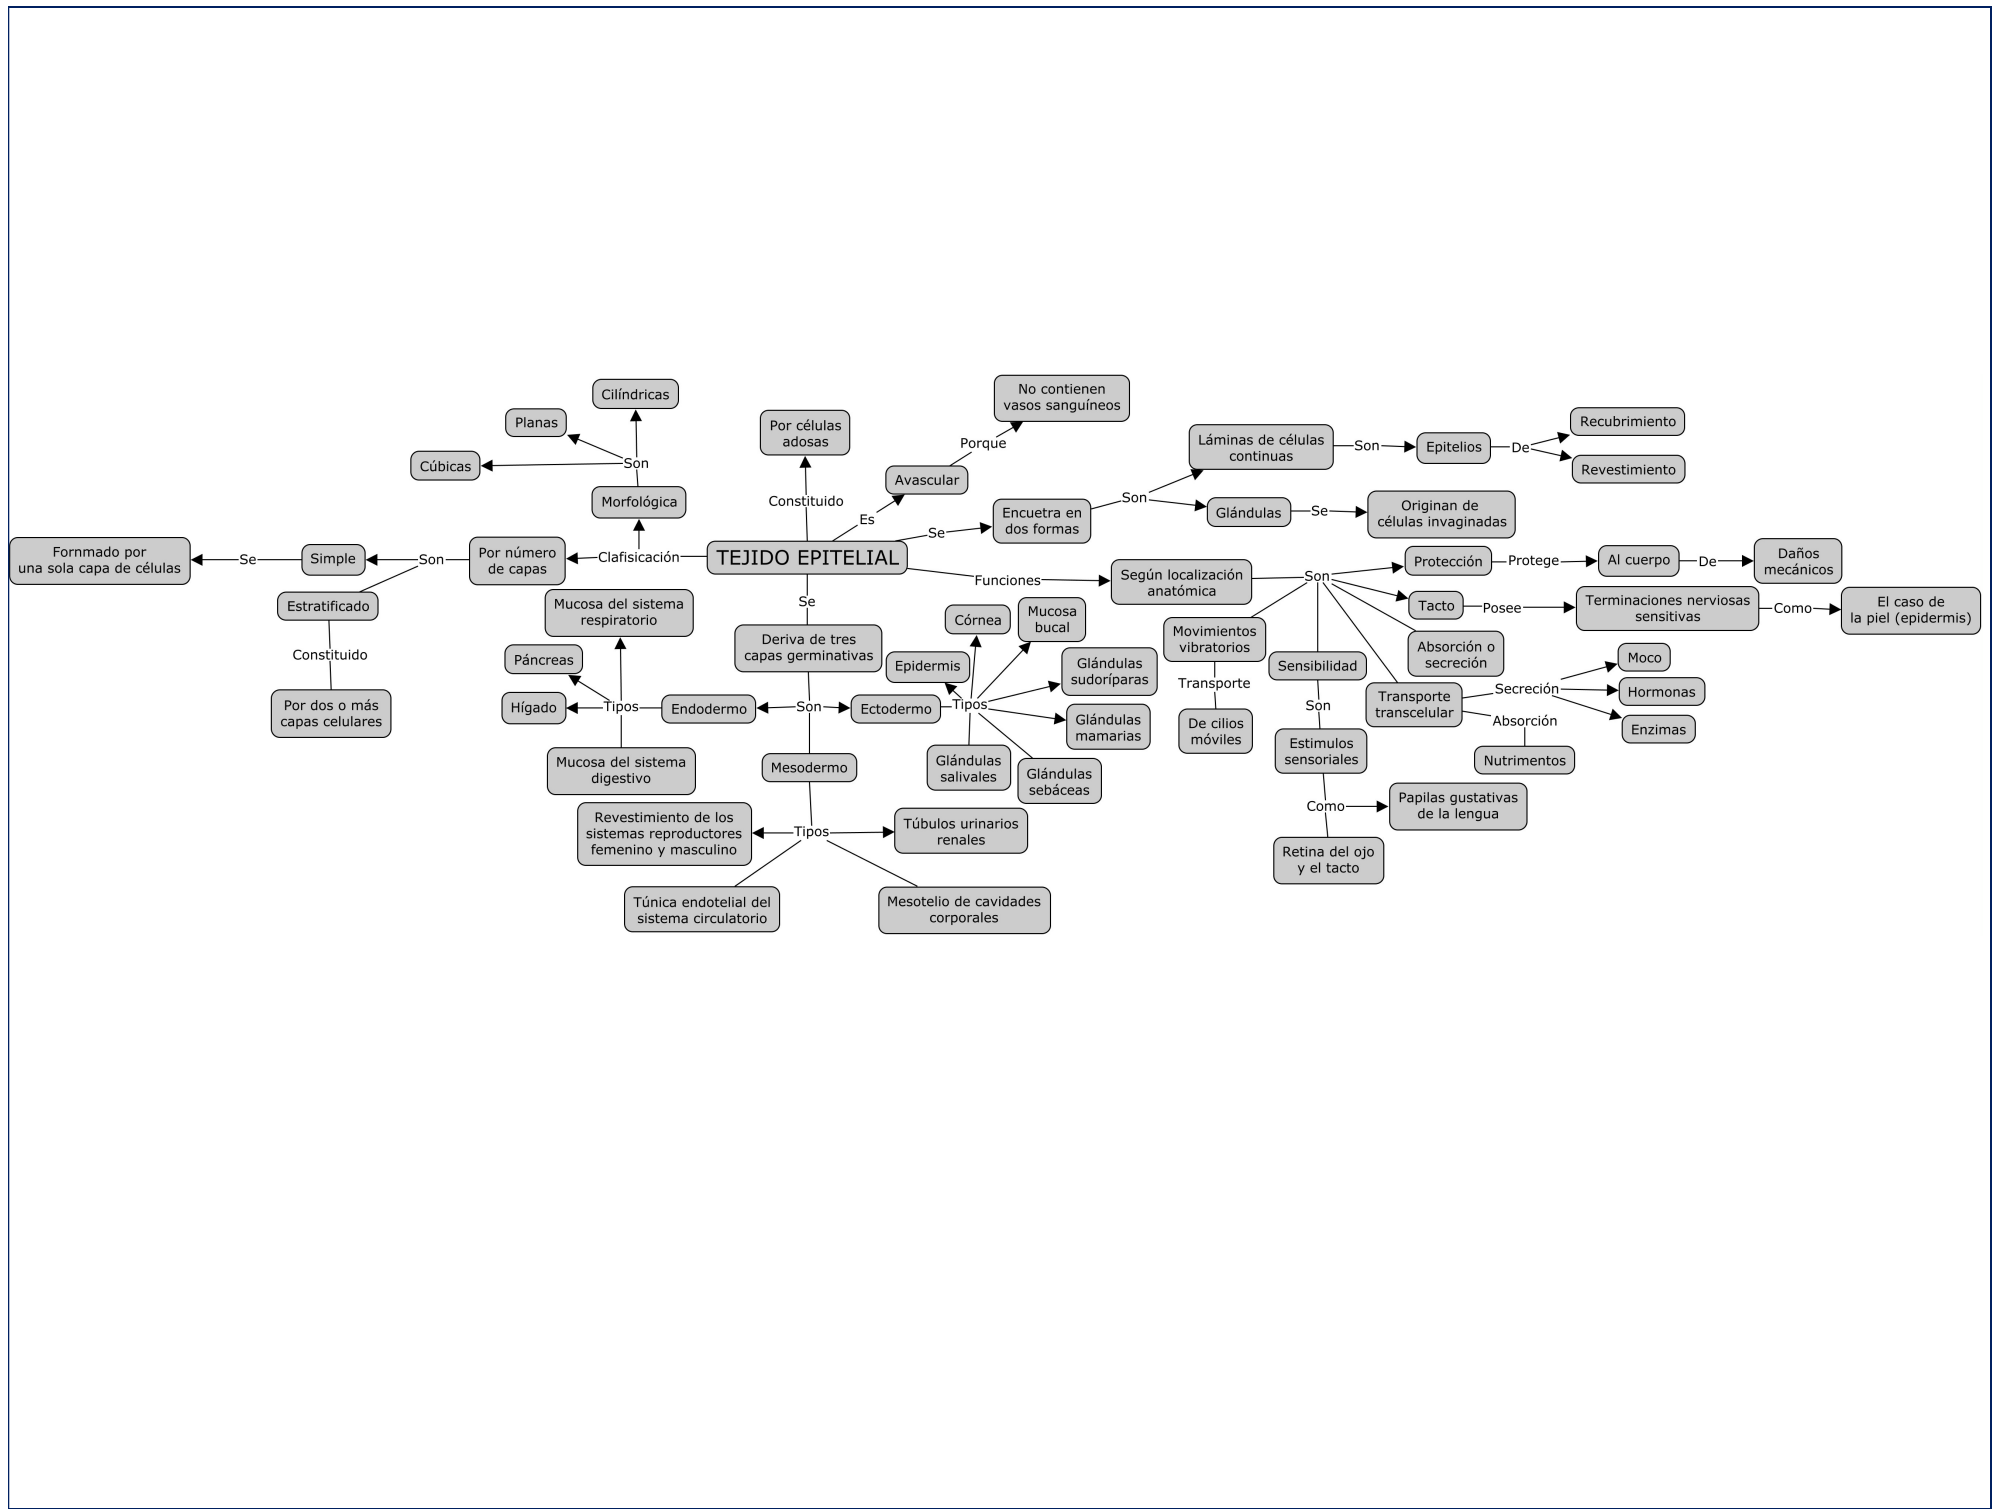 No contienen
vasos sanguíneos
Cilíndricas
Planas
Por células
adosas
Porque
Recubrimiento
Láminas de células
continuas
Son
Epitelios
De
Revestimiento
Cúbicas
Son
Avascular
Morfológica
Constituido
Es
Son
Glándulas
Se
Originan de
células invaginadas
Encuetra en
dos formas
Se
Fornmado por
una sola capa de células
Se
Simple
Son
Por número
de capas
Clafisicación
TEJIDO EPITELIAL
Funciones
Según localización
anatómica
Son
Protección
Protege
Al cuerpo
De
Daños
mecánicos
Tacto
Posee
Terminaciones nerviosas
sensitivas
Como
El caso de
la piel (epidermis)
Estratificado
Constituido
Por dos o más
capas celulares
Mucosa del sistema
respiratorio
Páncreas
Hígado
Tipos
Endodermo
Mucosa del sistema
digestivo
Se
Deriva de tres
capas germinativas
Son
Ectodermo
Tipos
Epidermis
Córnea
Mucosa
bucal
Glándulas
sudoríparas
Glándulas
mamarias
Glándulas
salivales
Glándulas
sebáceas
Mesodermo
Tipos
Revestimiento de los
sistemas reproductores
femenino y masculino
Túbulos urinarios
renales
Túnica endotelial del
sistema circulatorio
Mesotelio de cavidades
corporales
Movimientos
vibratorios
Transporte
De cilios
móviles
Sensibilidad
Son
Estimulos
sensoriales
Como
Papilas gustativas
de la lengua
Retina del ojo
y el tacto
Absorción o
secreción
Transporte
transcelular
Secreción
Moco
Hormonas
Enzimas
Absorción
Nutrimentos